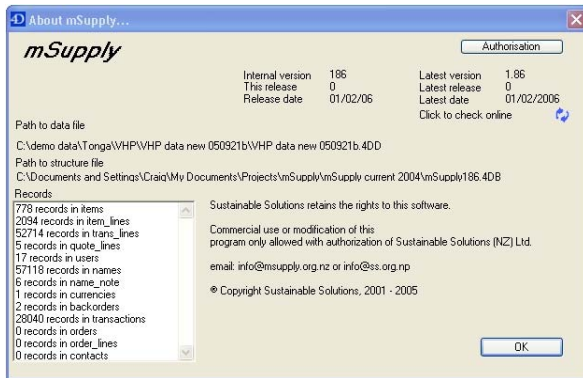 About mSupply...
mSupply
Authorisation
Internal version 186
This release 0
Release date 01/02/06
Latest version 1.86
Latest release 0
Latest date 01/02/2006
Click to check online
Path to data file
C:\demo data\Tonga\VHP\VHP data new 050921b\VHP data new 050921b.4DD
Path to structure file
C:\Documents and Settings\Craig\My Documents\Projects\mSupply\mSupply current 2004\mSupply186.4DB
Records
778 records in items
2094 records in item_lines
52714 records in trans_lines
5 records in quote_lines
17 records in users
57118 records in names
6 records in name_note
1 records in currencies
2 records in backorders
28040 records in transactions
0 records in orders
0 records in order_lines
0 records in contacts
Sustainable Solutions retains the rights to this software.
Commercial use or modification of this
program only allowed with authorization of Sustainable Solutions (NZ) Ltd.
email: info@msupply.org.nz or info@ss.org.np
® Copyright Sustainable Solutions, 2001 - 2005
OK